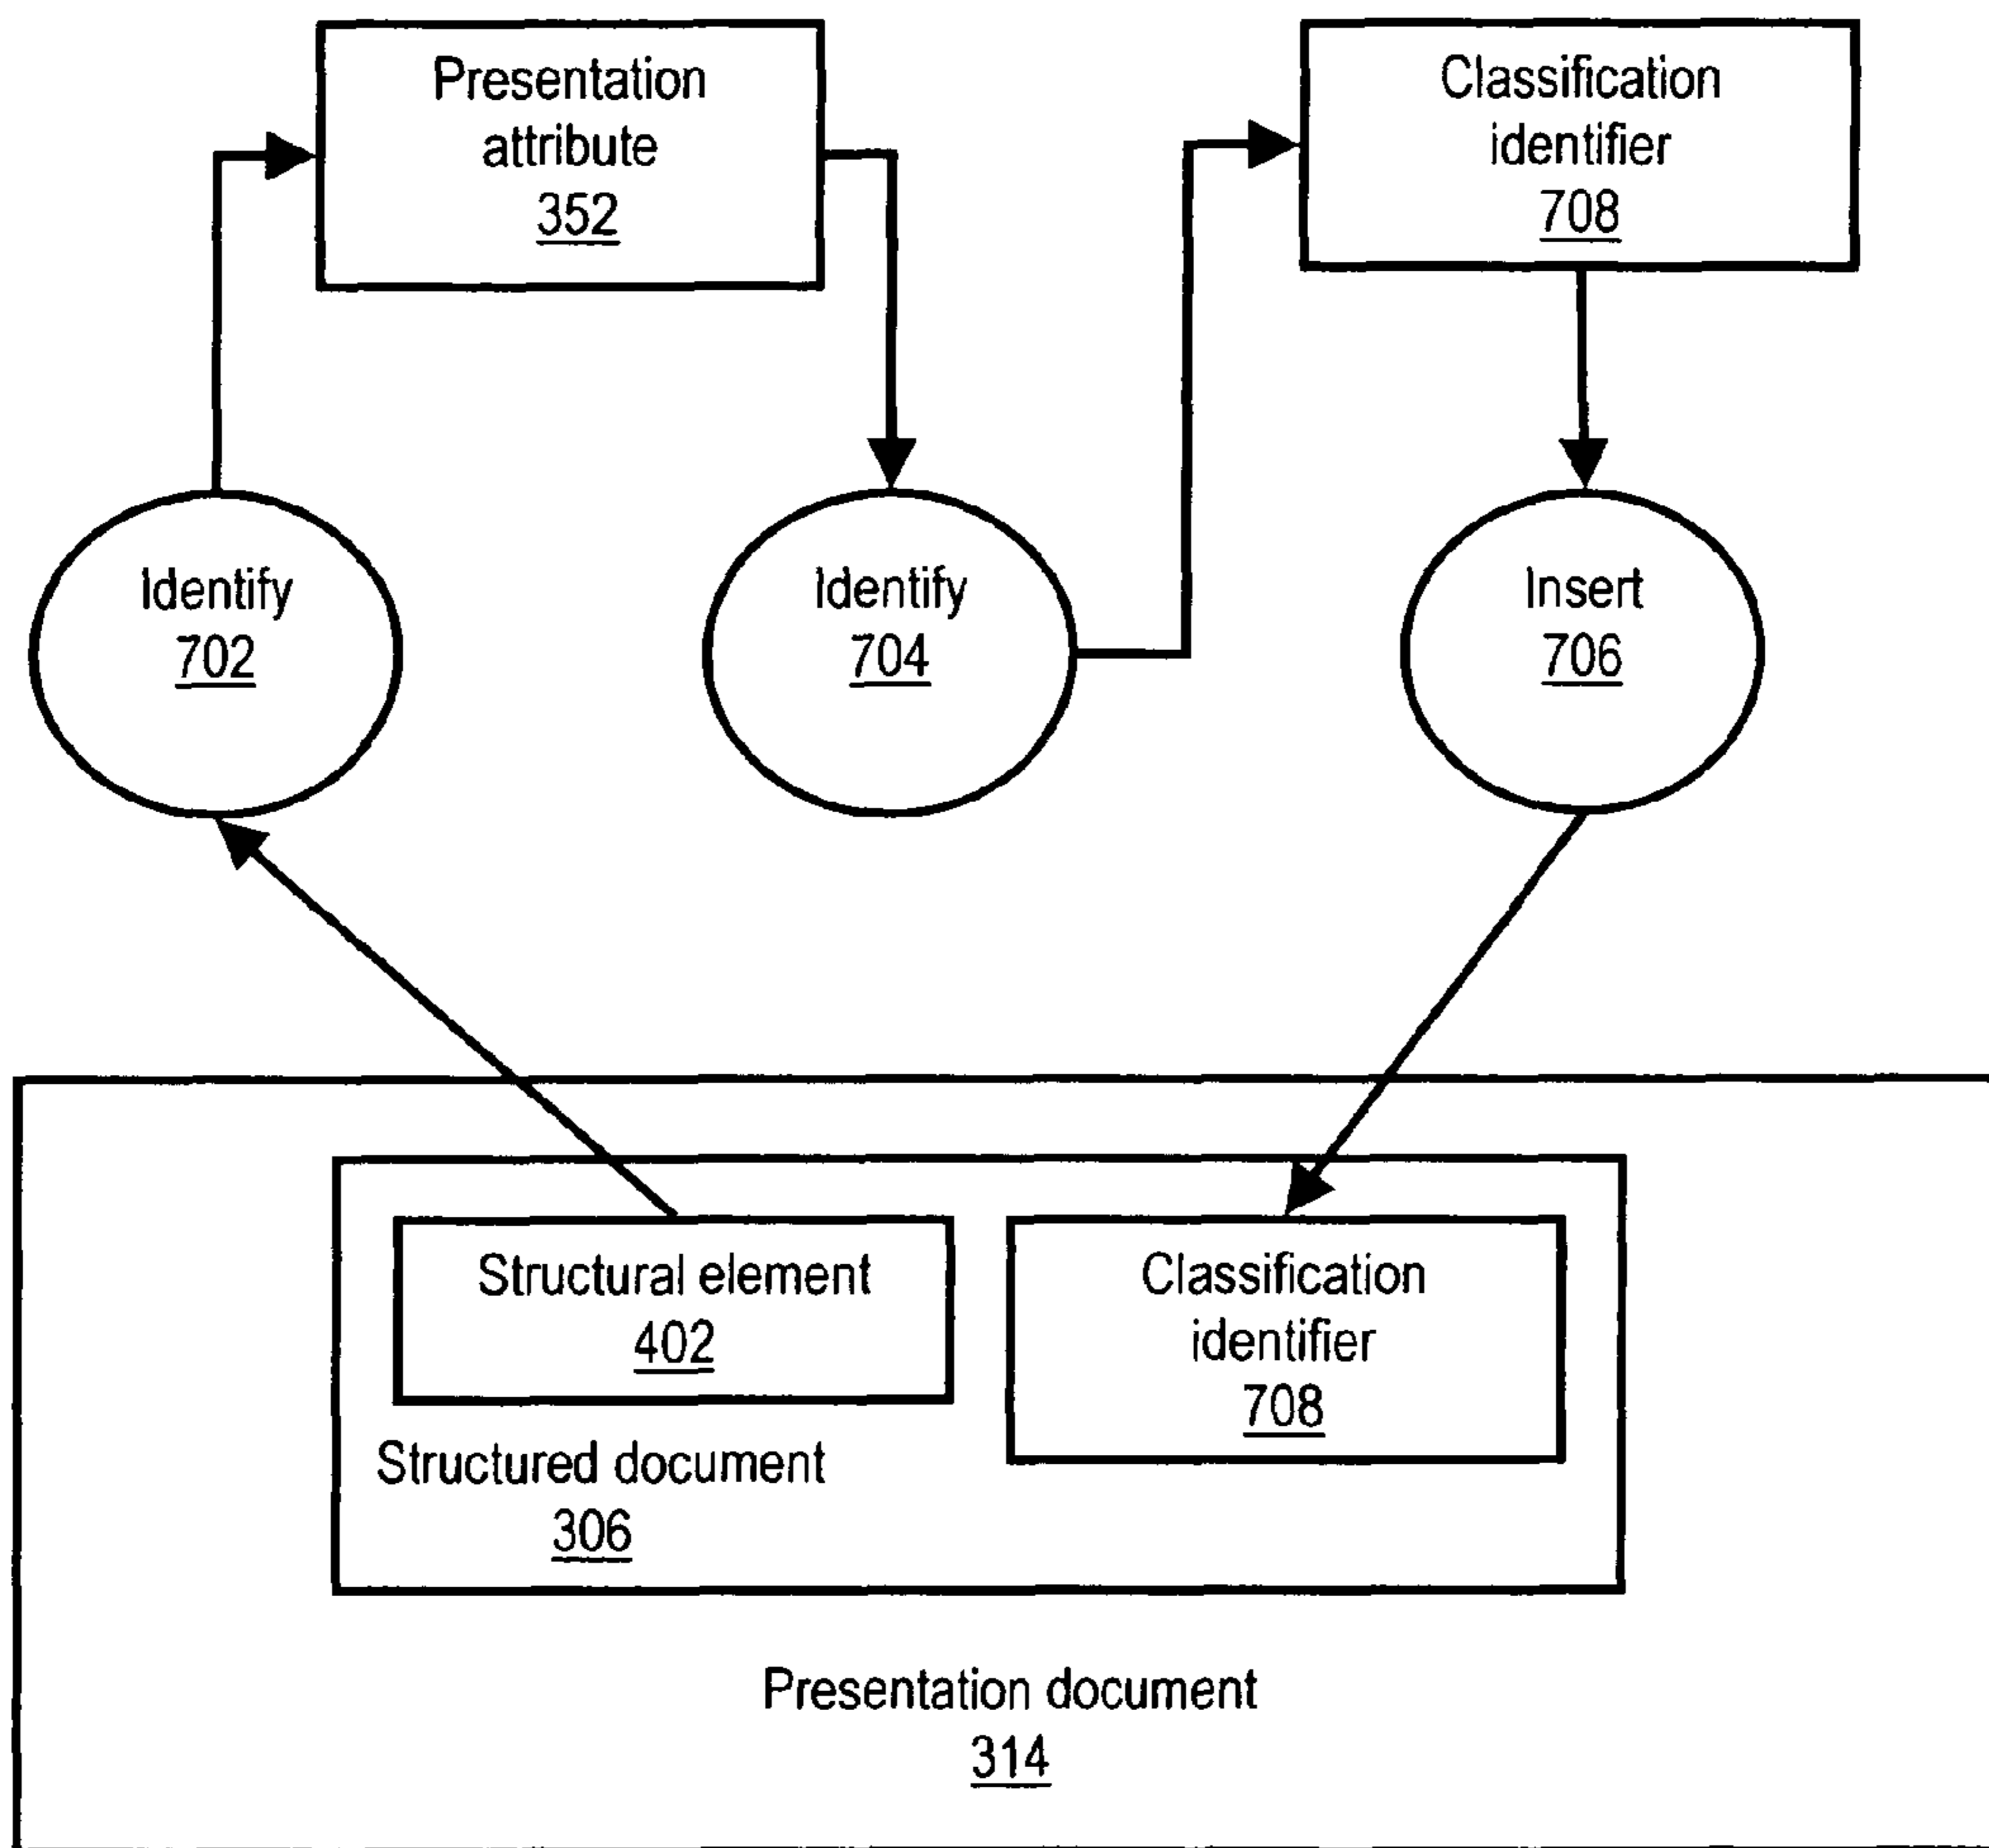 Presentation
attribute
352
Classification
identifier
708
Identify
702
Identify
704
Insert
706
Structural element
402
Classification
identifier
708
Structured document
306
Presentation document
314